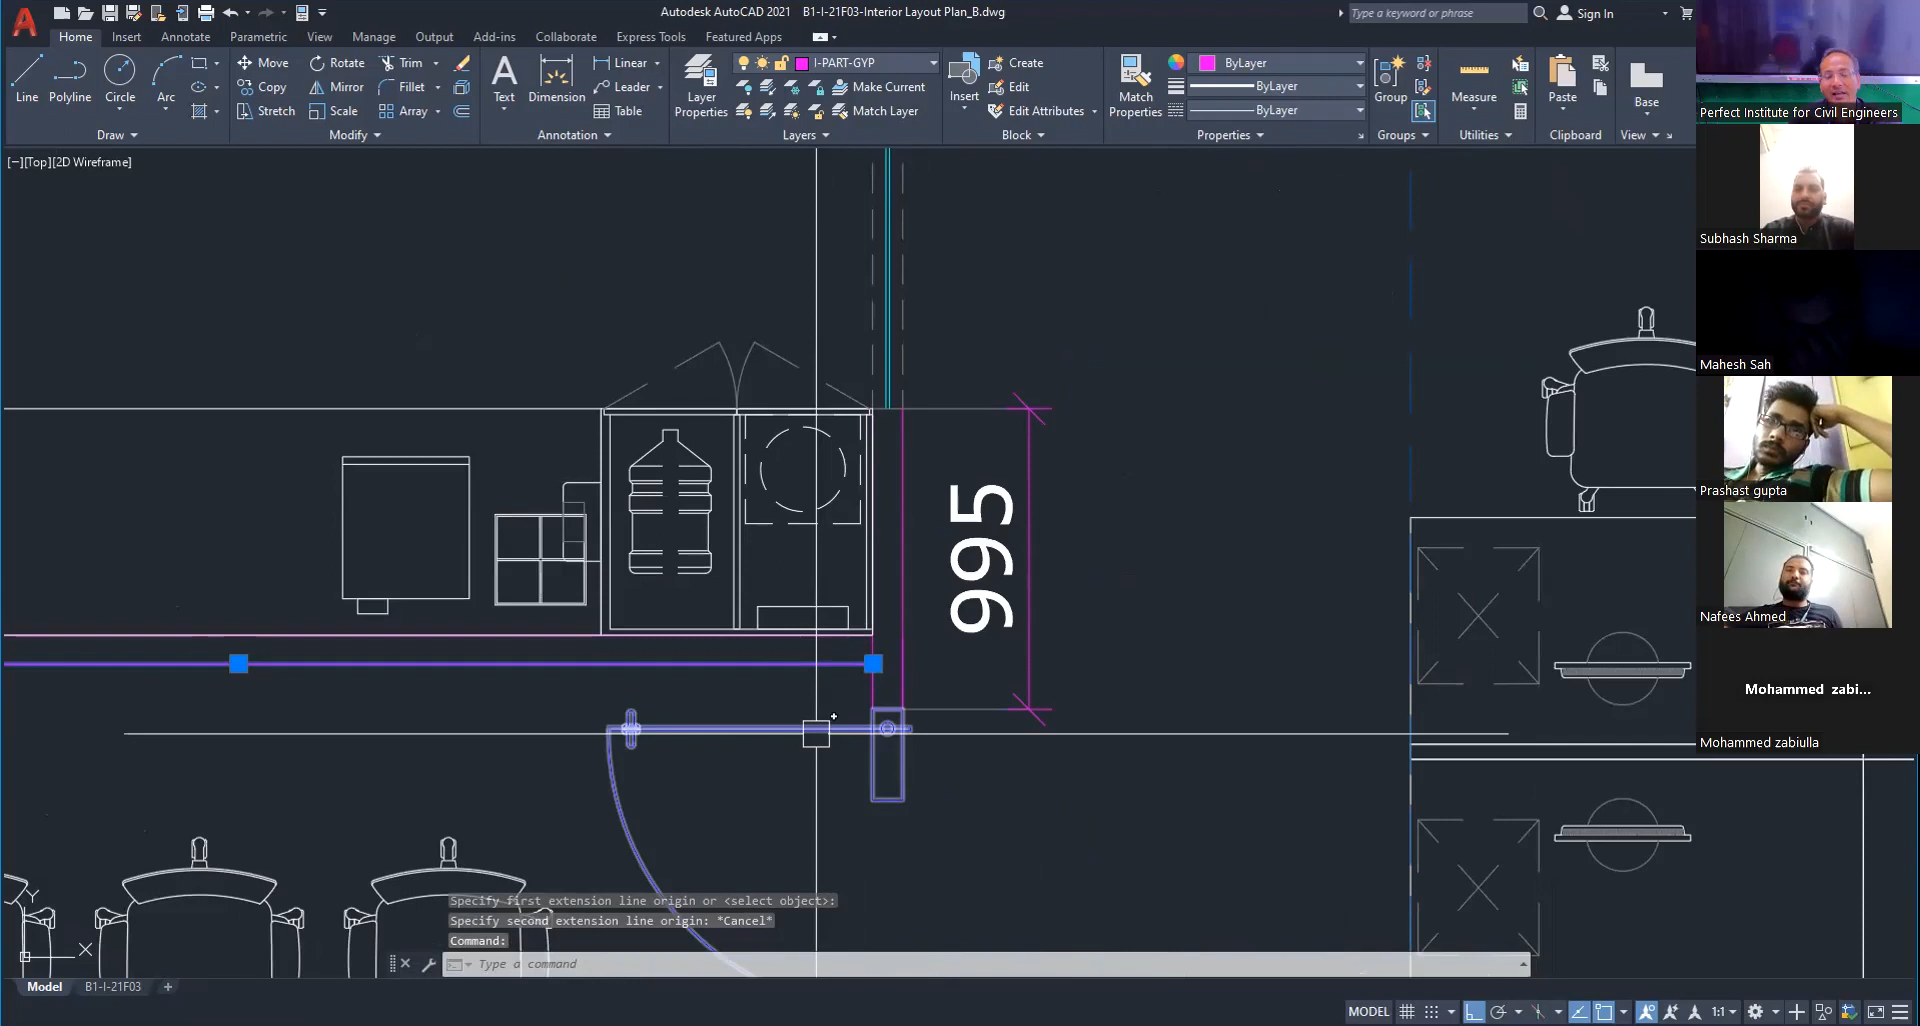 Autodesk AutoCAD 2021 B1-I-21F03-Interior Layout Plan_B.dwg
Type a keyword or phrase
Sign In
Home Insert Annotate Parametric View Manage Output Add-ins Collaborate Express Tools Featured Apps
Line Polyline Circle Arc
Move Rotate Trim
Copy Mirror Fillet
Stretch Scale Array
Text Dimension
Linear
Leader
Table
Layer Properties
I-PART-GYP
Make Current
Match Layer
Insert
Create
Edit
Edit Attributes
Match Properties
ByLayer
ByLayer
ByLayer
Group
Measure
Paste
Base
Draw Modify Annotation Layers Block Properties Groups Utilities Clipboard View
[−][Top][2D Wireframe]
995
Y
X
Specify first extension line origin or <select object>:
Specify second extension line origin: *Cancel*
Command:
Type a command
Model B1-I-21F03 +
MODEL 1:1
Perfect Institute for Civil Engineers
Subhash Sharma
Mahesh Sah
Prashast gupta
Nafees Ahmed
Mohammed zabi...
Mohammed zabiulla